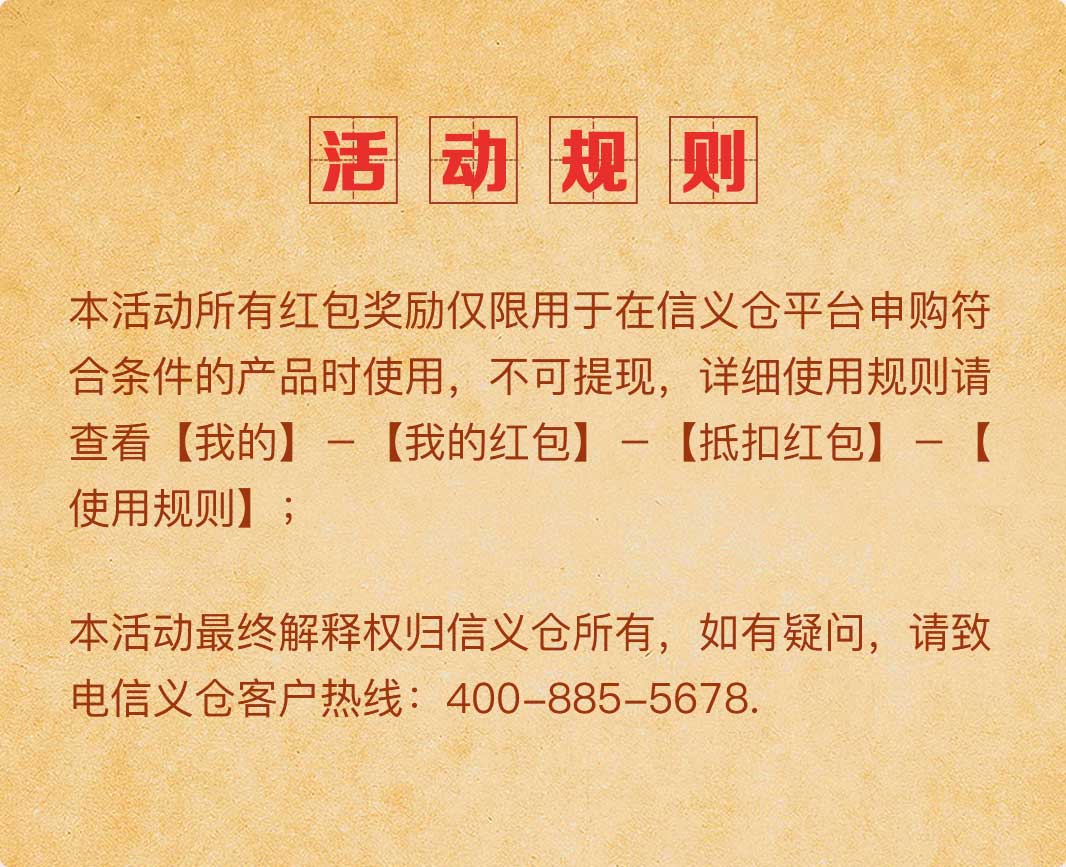 活动规则
本活动所有红包奖励仅限用于在信义仓平台申购符
合条件的产品时使用，不可提现，详细使用规则请
查看【我的】–【我的红包】–【抵扣红包】–【
使用规则】；
本活动最终解释权归信义仓所有，如有疑问，请致
电信义仓客户热线：400-885-5678.